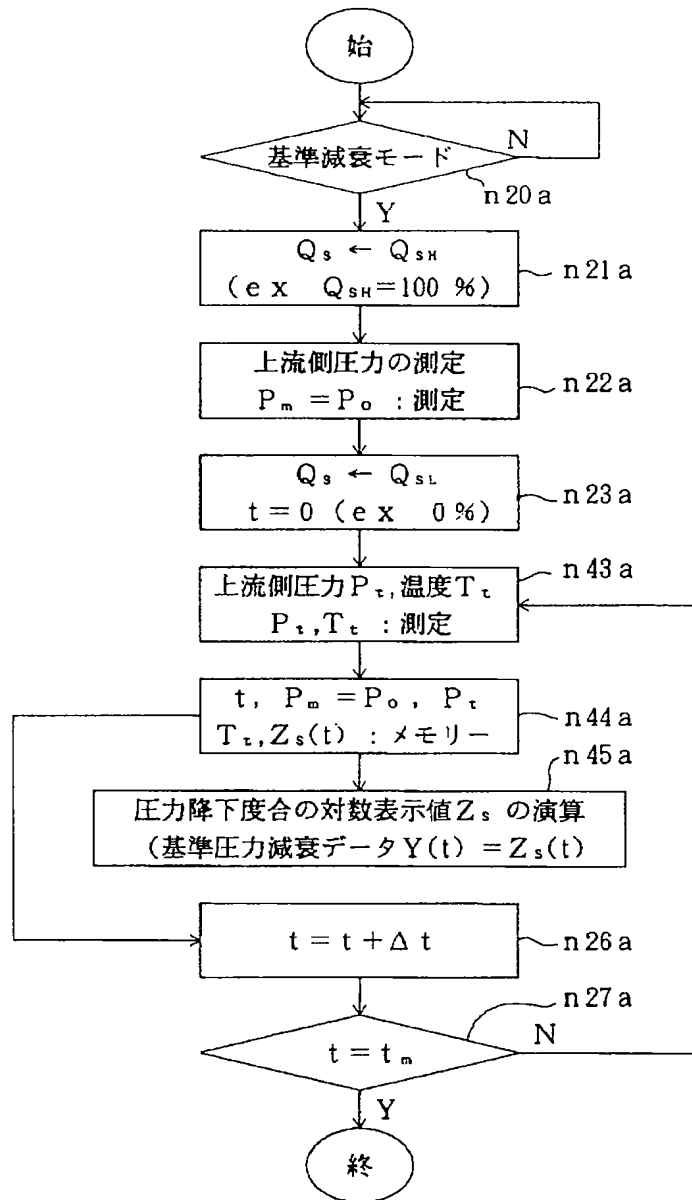 始
基準減衰モード
N
n20a
Y
Qs ← QSH
(ex QSH=100 %)
n21a
上流側圧力の測定
Pm=Po : 測定
n22a
Qs ← QSL
t=0 (ex 0%)
n23a
n43a
上流側圧力Pt,温度Tt
Pt,Tt : 測定
t, Pm=Po, Pt
Tt,Zs(t) : メモリー
n44a
n45a
圧力降下度合の対数表示値Zs の演算
(基準圧力減衰データY(t)=Zs(t)
t=t+Δt
n26a
n27a
t=tm
N
Y
終